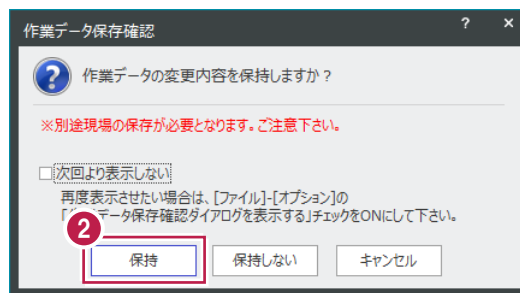 作業データ保存確認
? ×
作業データの変更内容を保持しますか？
※別途現場の保存が必要となります。ご注意下さい。
次回より表示しない
再度表示させたい場合は、[ファイル]-[オプション]の
データ保存確認ダイアログを表示する」チェックをONにして下さい。
2
保持
保持しない
キャンセル